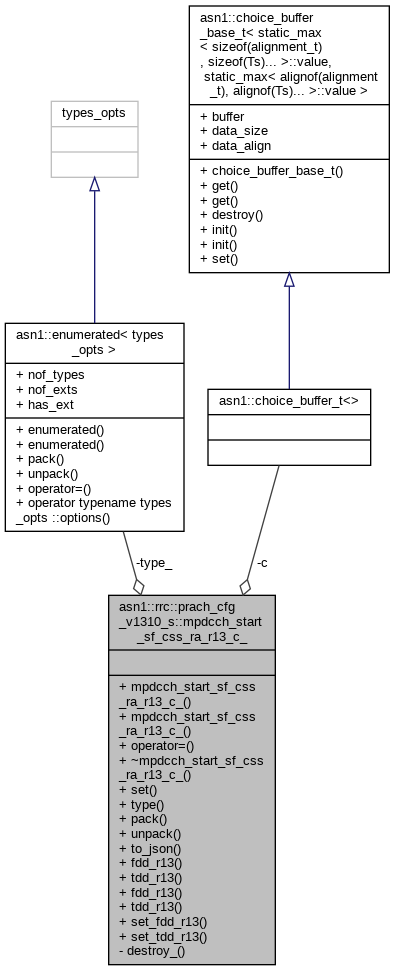 asn1::choice_buffer
_base_t< static_max
< sizeof(alignment_t)
, sizeof(Ts)... >::value,
static_max< alignof(alignment
_t), alignof(Ts)... >::value >
+ buffer
+ data_size
+ data_align
+ choice_buffer_base_t()
+ get()
+ get()
+ destroy()
+ init()
+ init()
+ set()
types_opts
asn1::enumerated< types
_opts >
+ nof_types
+ nof_exts
+ has_ext
+ enumerated()
+ enumerated()
+ pack()
+ unpack()
+ operator=()
+ operator typename types
_opts ::options()
asn1::choice_buffer_t<>
-type_
-c
asn1::rrc::prach_cfg
_v1310_s::mpdcch_start
_sf_css_ra_r13_c_
+ mpdcch_start_sf_css
_ra_r13_c_()
+ mpdcch_start_sf_css
_ra_r13_c_()
+ operator=()
+ ~mpdcch_start_sf_css
_ra_r13_c_()
+ set()
+ type()
+ pack()
+ unpack()
+ to_json()
+ fdd_r13()
+ tdd_r13()
+ fdd_r13()
+ tdd_r13()
+ set_fdd_r13()
+ set_tdd_r13()
- destroy_()